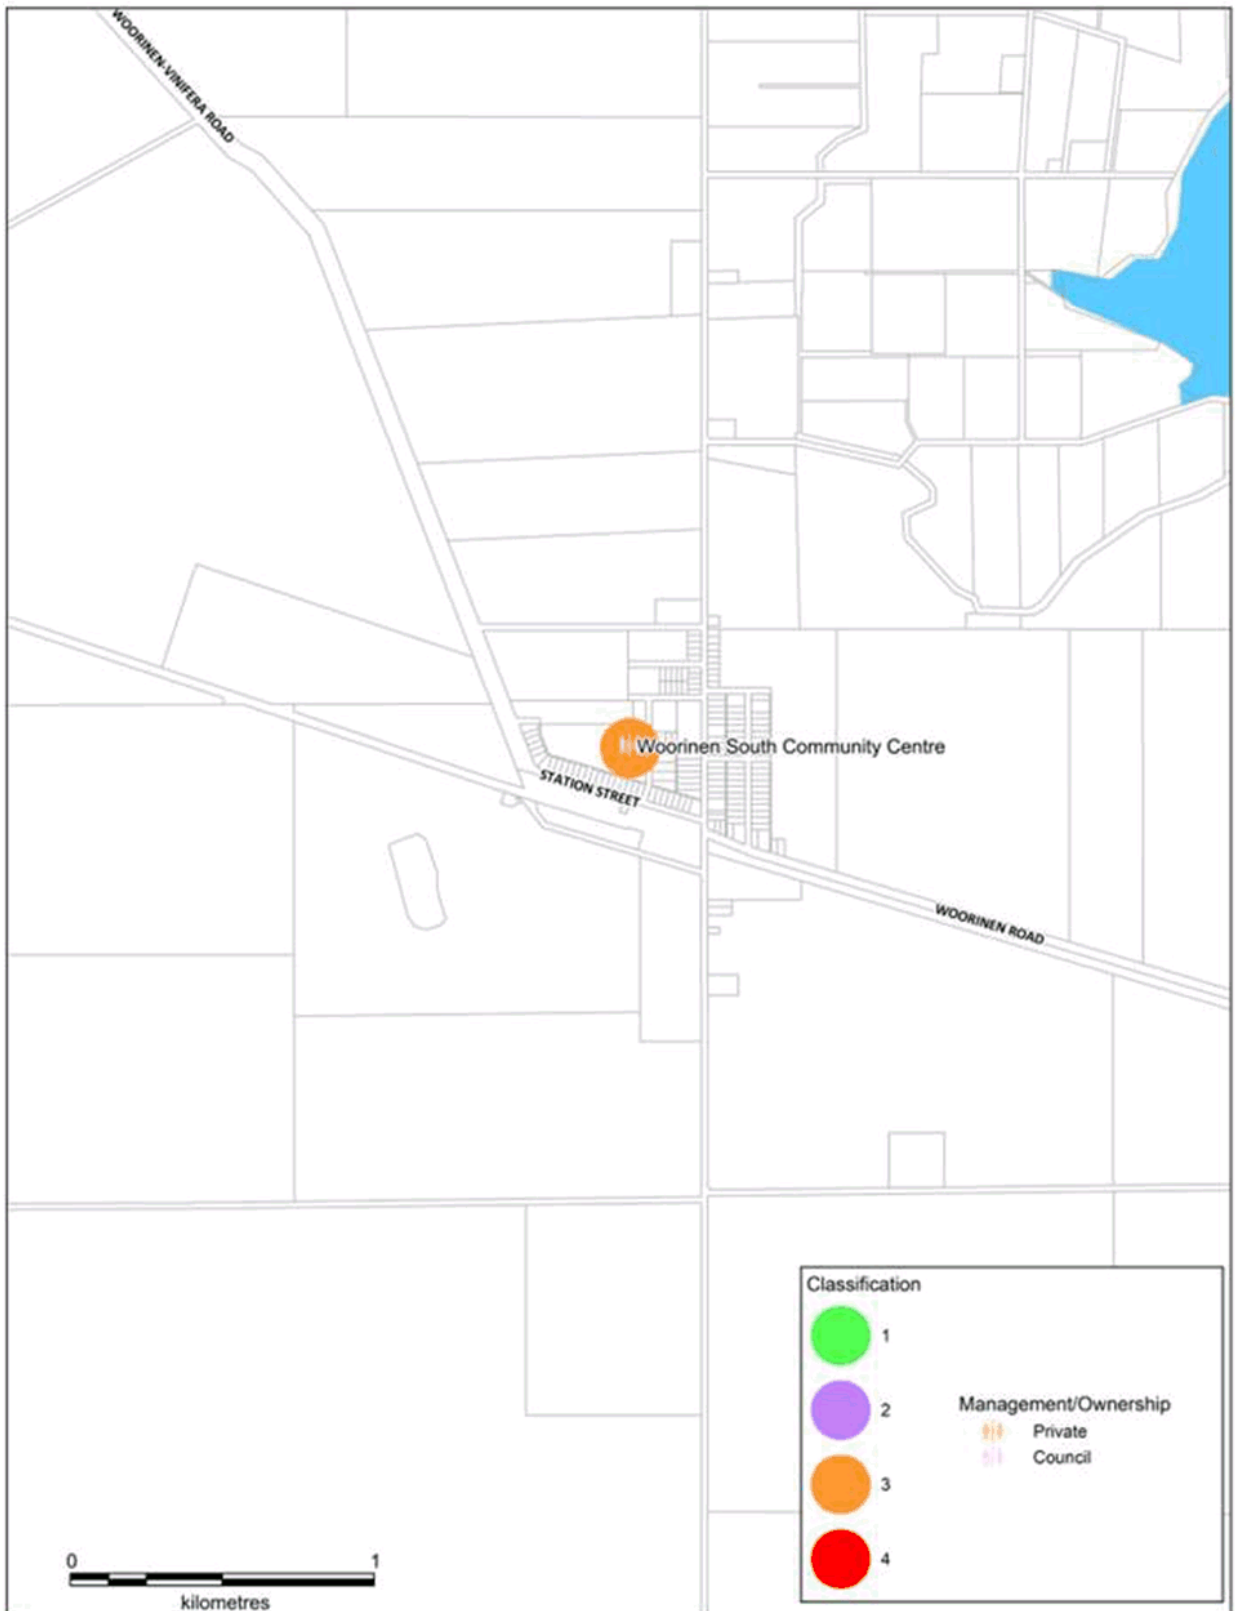 WOORINEN-VINIFERA ROAD
Woorinen South Community Centre
STATION STREET
WOORINEN ROAD
Classification
1
2
3
4
Management/Ownership
Private
Council
0 1
kilometres